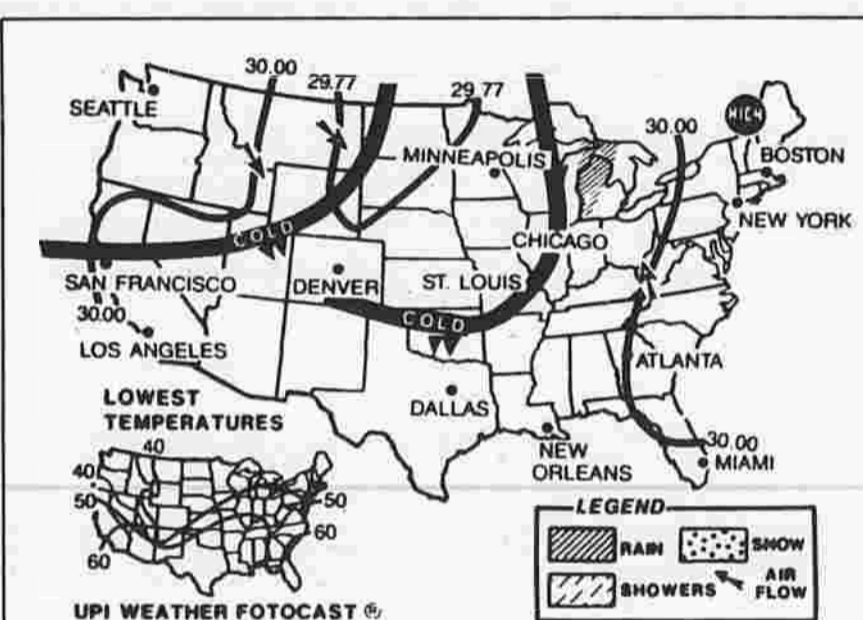 30.00
29.77
29.77
SEATTLE
HIGH
30.00
MINNEAPOLIS
BOSTON
NEW YORK
COLD
CHICAGO
SAN FRANCISCO
DENVER
ST. LOUIS
30.00
COLD
LOS ANGELES
ATLANTA
LOWEST
TEMPERATURES
DALLAS
30.00
NEW
ORLEANS
MIAMI
40
40
50
50
60
60
LEGEND
RAIN
SNOW
SHOWERS
AIR
FLOW
UPI WEATHER FOTOCAST ®